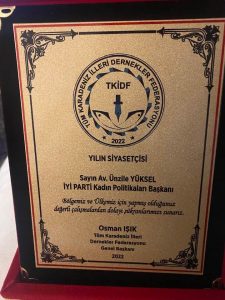 TÜM KARADENİZ İLLERİ DERNEKLER FEDERASYONU
TKİDF
2022
YILIN SİYASETÇİSİ
Sayın Av. Ünzile YÜKSEL
İYİ PARTİ Kadın Politikaları Başkanı
Bölgemiz ve Ülkemiz için yapmış olduğunuz
değerli çalışmalardan dolayı şükranlarımızı sunarız.
Osman IŞIK
Tüm Karadeniz İlleri
Dernekler Federasyonu
Genel Başkanı
2022